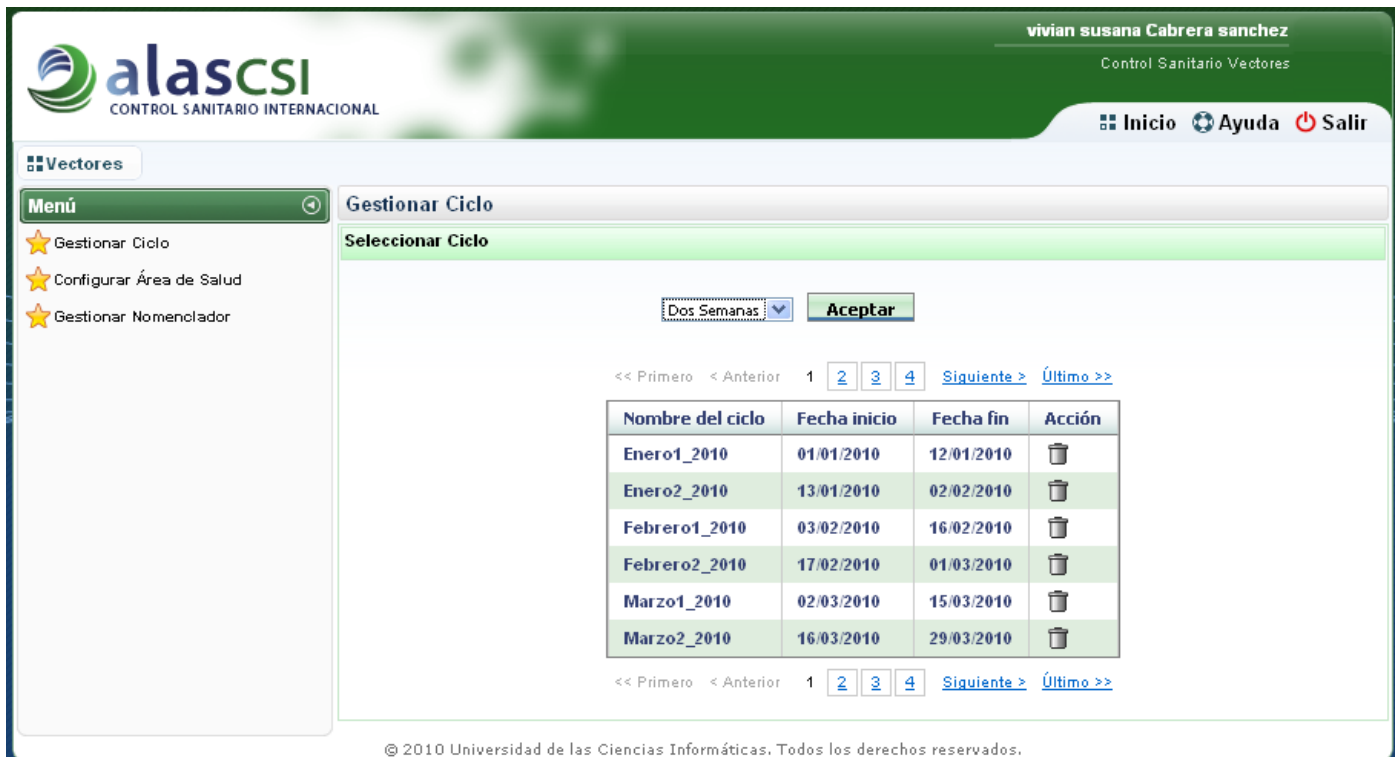 vivian susana Cabrera sanchez
Control Sanitario Vectores
alascsi
CONTROL SANITARIO INTERNACIONAL
Inicio Ayuda Salir
Vectores
Menú
Gestionar Ciclo
Configurar Área de Salud
Gestionar Nomenclador
Gestionar Ciclo
Seleccionar Ciclo
Dos Semanas Aceptar
<< Primero < Anterior 1 2 3 4 Siguiente > Último >>
Nombre del ciclo Fecha inicio Fecha fin Acción
Enero1_2010 01/01/2010 12/01/2010
Enero2_2010 13/01/2010 02/02/2010
Febrero1_2010 03/02/2010 16/02/2010
Febrero2_2010 17/02/2010 01/03/2010
Marzo1_2010 02/03/2010 15/03/2010
Marzo2_2010 16/03/2010 29/03/2010
<< Primero < Anterior 1 2 3 4 Siguiente > Último >>
© 2010 Universidad de las Ciencias Informáticas. Todos los derechos reservados.